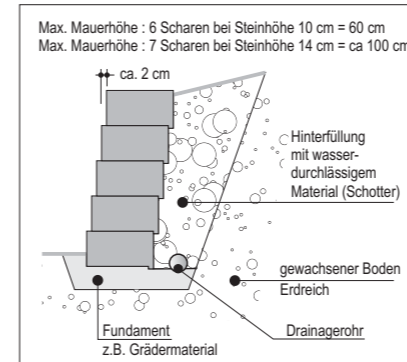 Max. Mauerhöhe : 6 Scharen bei Steinhöhe 10 cm = 60 cm
Max. Mauerhöhe : 7 Scharen bei Steinhöhe 14 cm = ca 100 cm
ca. 2 cm
Hinterfüllung
mit wasser-
durchlässigem
Material (Schotter)
gewachsener Boden
Erdreich
Fundament
z.B. Grädermaterial
Drainagerohr